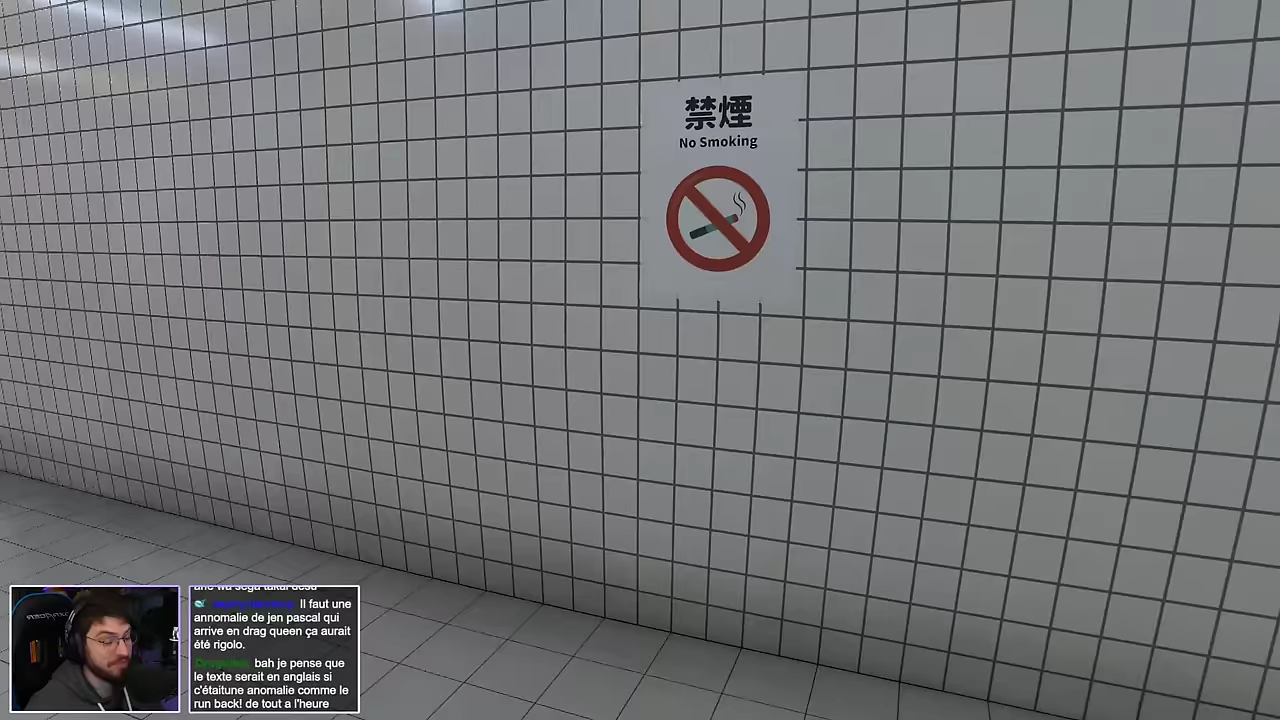 禁煙
No Smoking
Il faut une
annomalie de jen pascal qui
arrive en drag queen ça aurait
été rigolo.
bah je pense que
le texte serait en anglais si
c'étaitune anomalie comme le
run back! de tout a l'heure